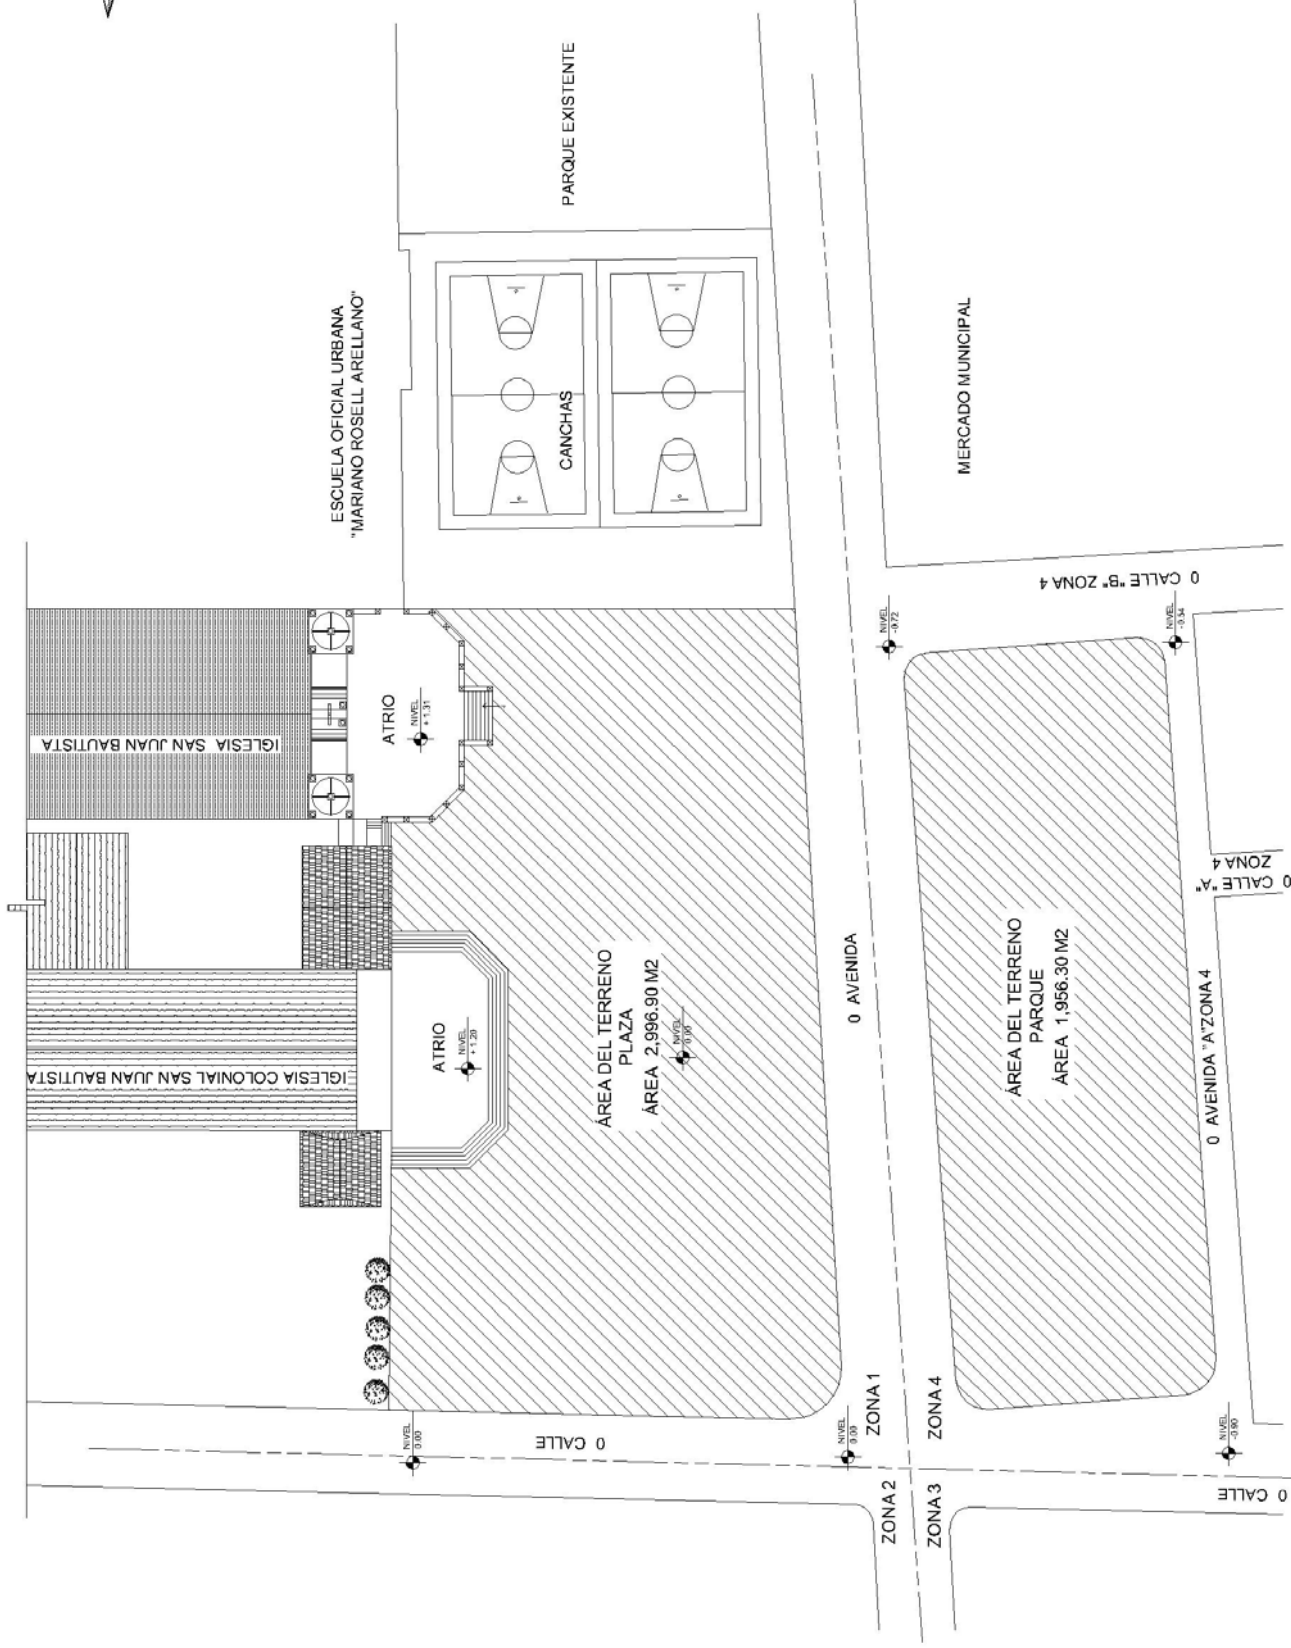 PARQUE EXISTENTE
ESCUELA OFICIAL URBANA
"MARIANO ROSELL ARELLANO"
CANCHAS
MERCADO MUNICIPAL
0 CALLE "B" ZONA 4
NIVEL
-0.72
NIVEL
-0.54
IGLESIA SAN JUAN BAUTISTA
ATRIO
NIVEL
+ 1.31
0 CALLE "A"
ZONA 4
IGLESIA COLONIAL SAN JUAN BAUTISTA
ATRIO
NIVEL
+ 1.20
ÁREA DEL TERRENO
PLAZA
ÁREA 2,996.90 M2
NIVEL
0.00
0 AVENIDA
ÁREA DEL TERRENO
PARQUE
ÁREA 1,956.30 M2
0 AVENIDA "A"ZONA 4
NIVEL
0.00
0 CALLE
NIVEL
ZONA 1
ZONA 4
NIVEL
-0.90
ZONA 2
ZONA 3
0 CALLE